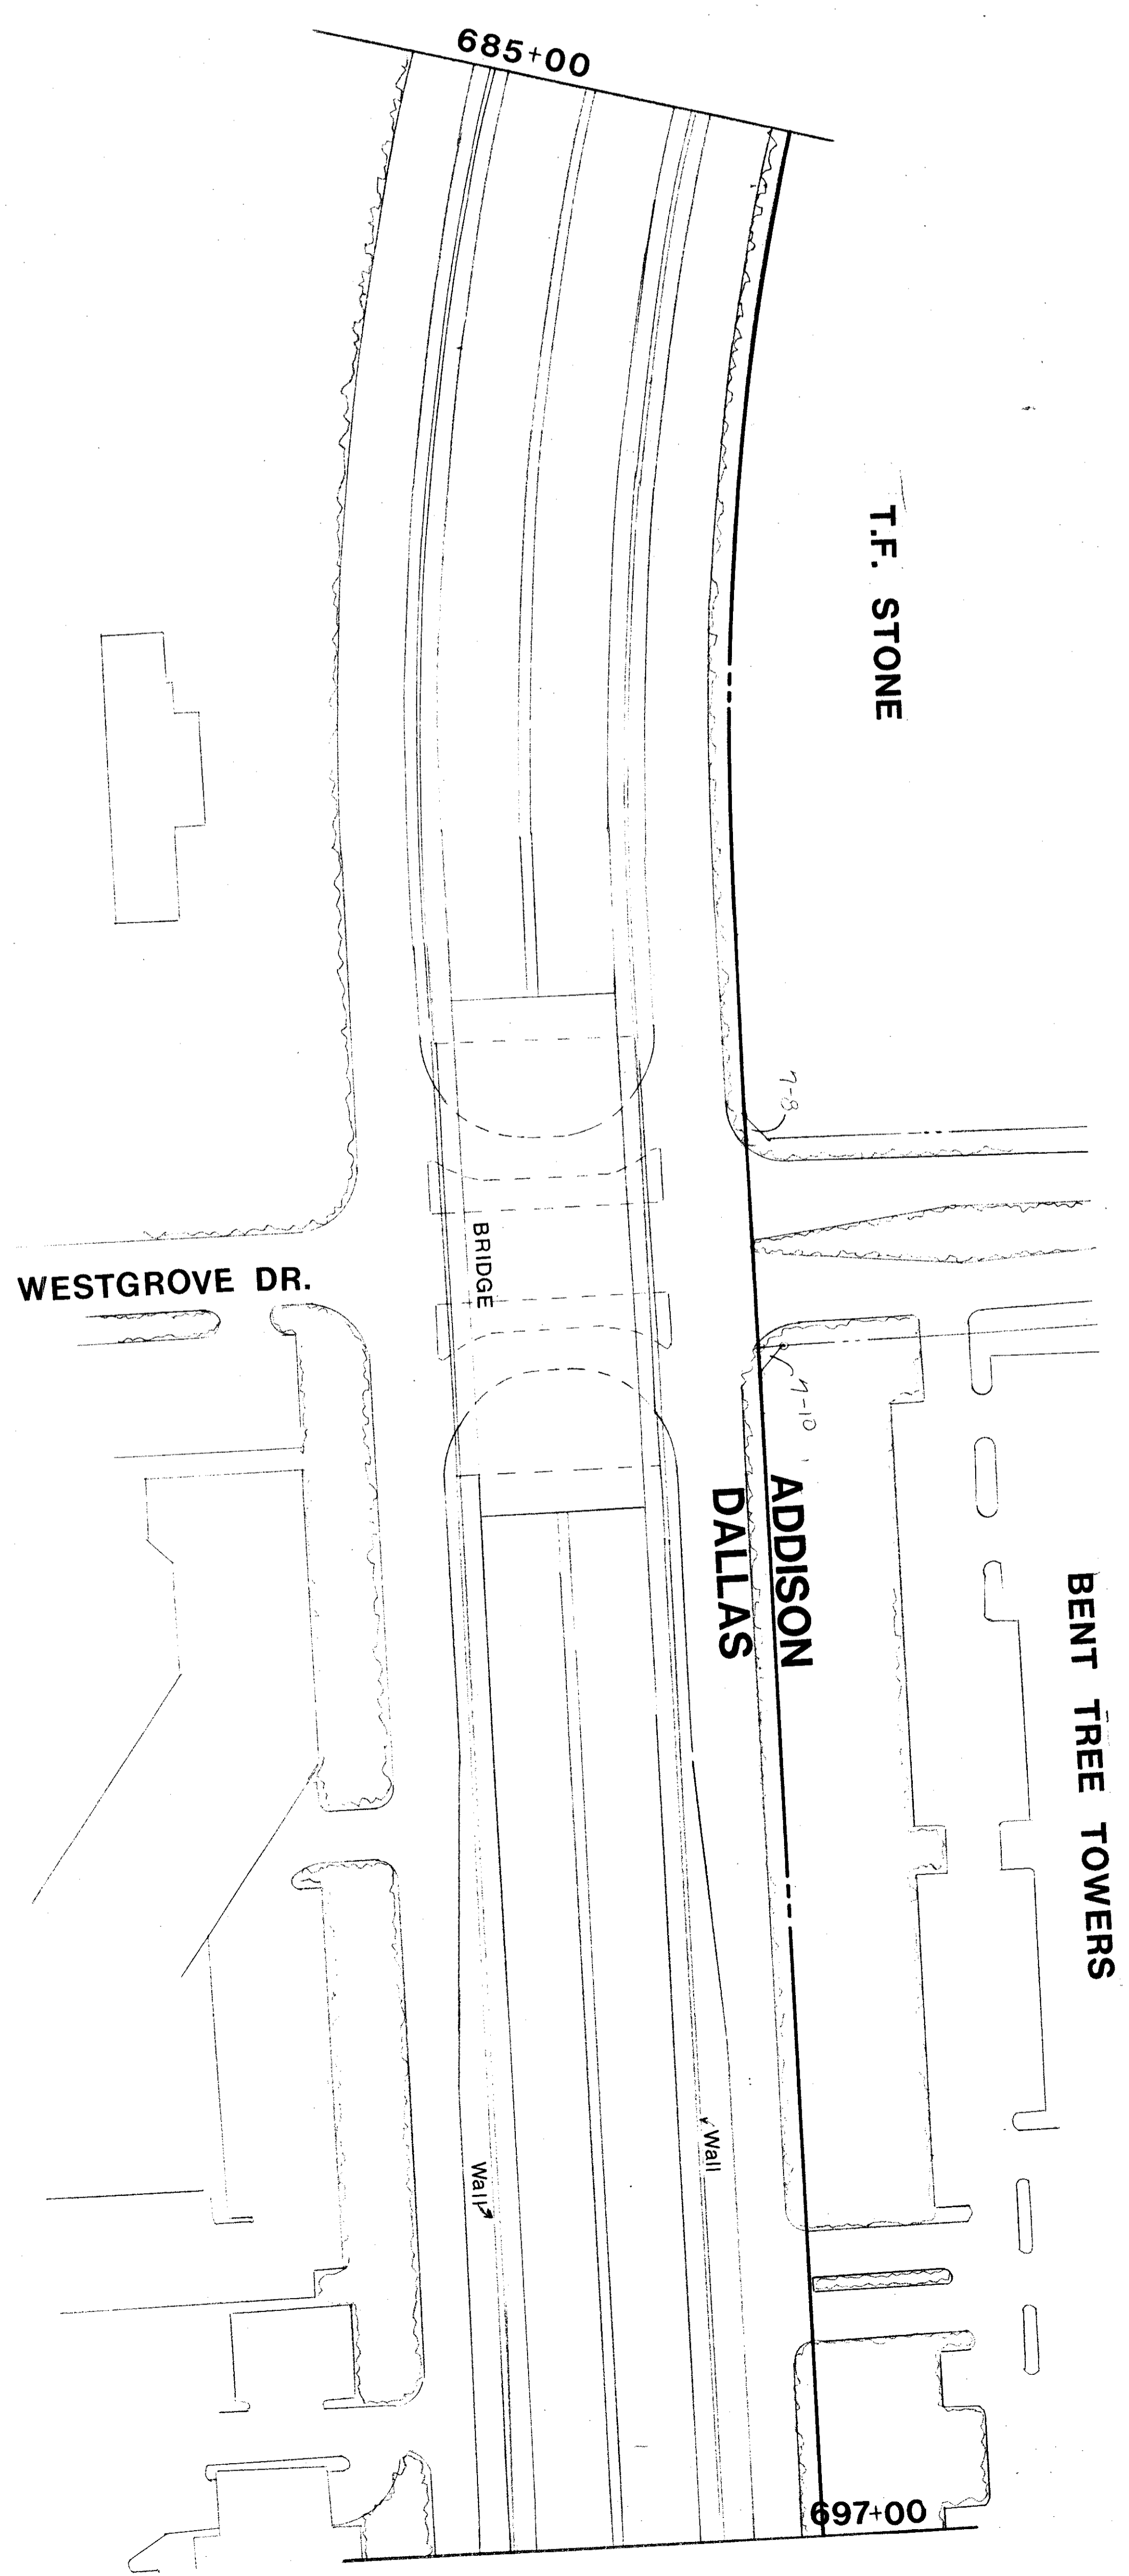 685+00
T.F. STONE
7-8
BRIDGE
WESTGROVE DR.
7-10
ADDISON
DALLAS
BENT TREE TOWERS
Wall
Wall
697+00